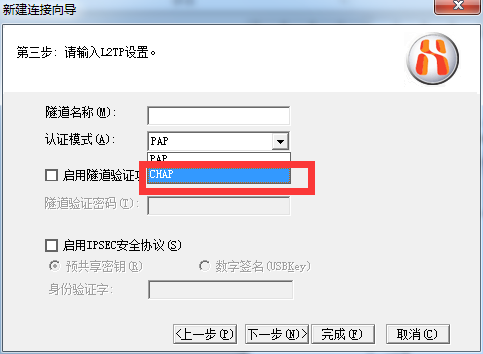 新建连接向导
第三步：请输入L2TP设置。
隧道名称(M)：
认证模式(A)：
PAP
PAP
CHAP
启用隧道验证
隧道验证密码(T)：
启用IPSEC安全协议(S)
预共享密钥(R) 数字签名(USBKey)
身份验证字：
<上一步(P) 下一步(N)> 完成(F) 取消(C)